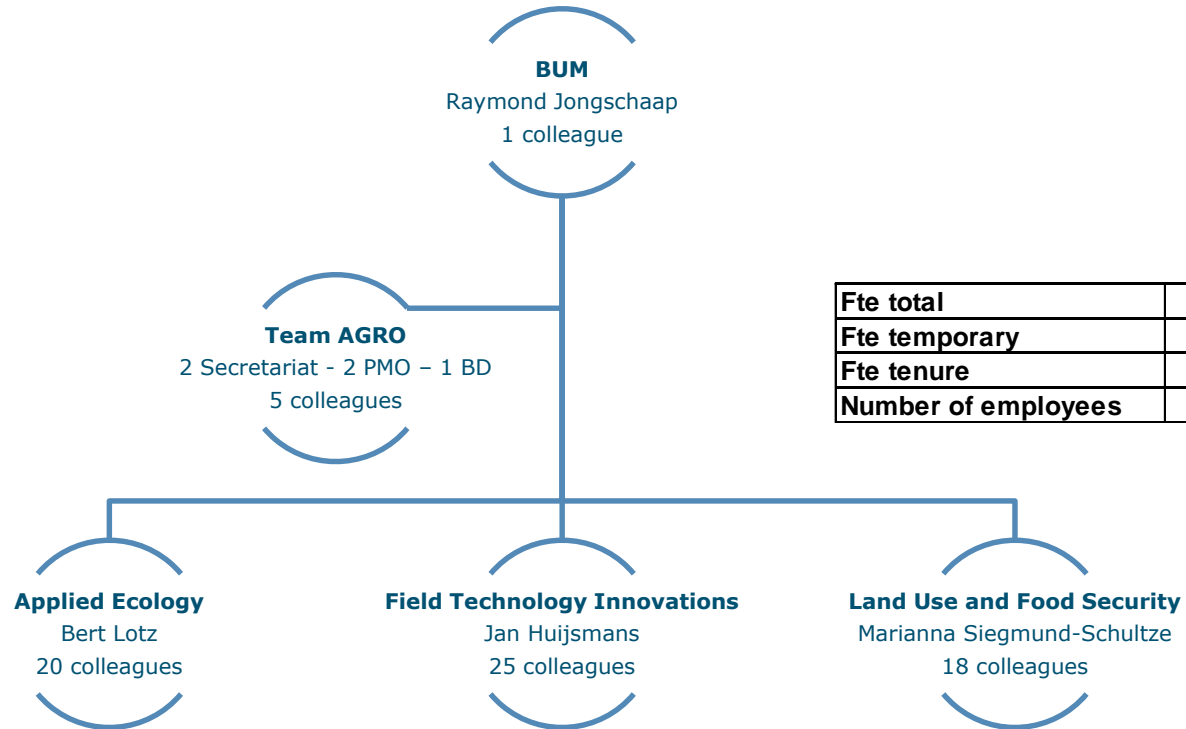 BUM
Raymond Jongschaap
1 colleague
Team AGRO
2 Secretariat - 2 PMO – 1 BD
5 colleagues
Fte total
Fte temporary
Fte tenure
Number of employees
Applied Ecology
Bert Lotz
20 colleagues
Field Technology Innovations
Jan Huijsmans
25 colleagues
Land Use and Food Security
Marianna Siegmund-Schultze
18 colleagues